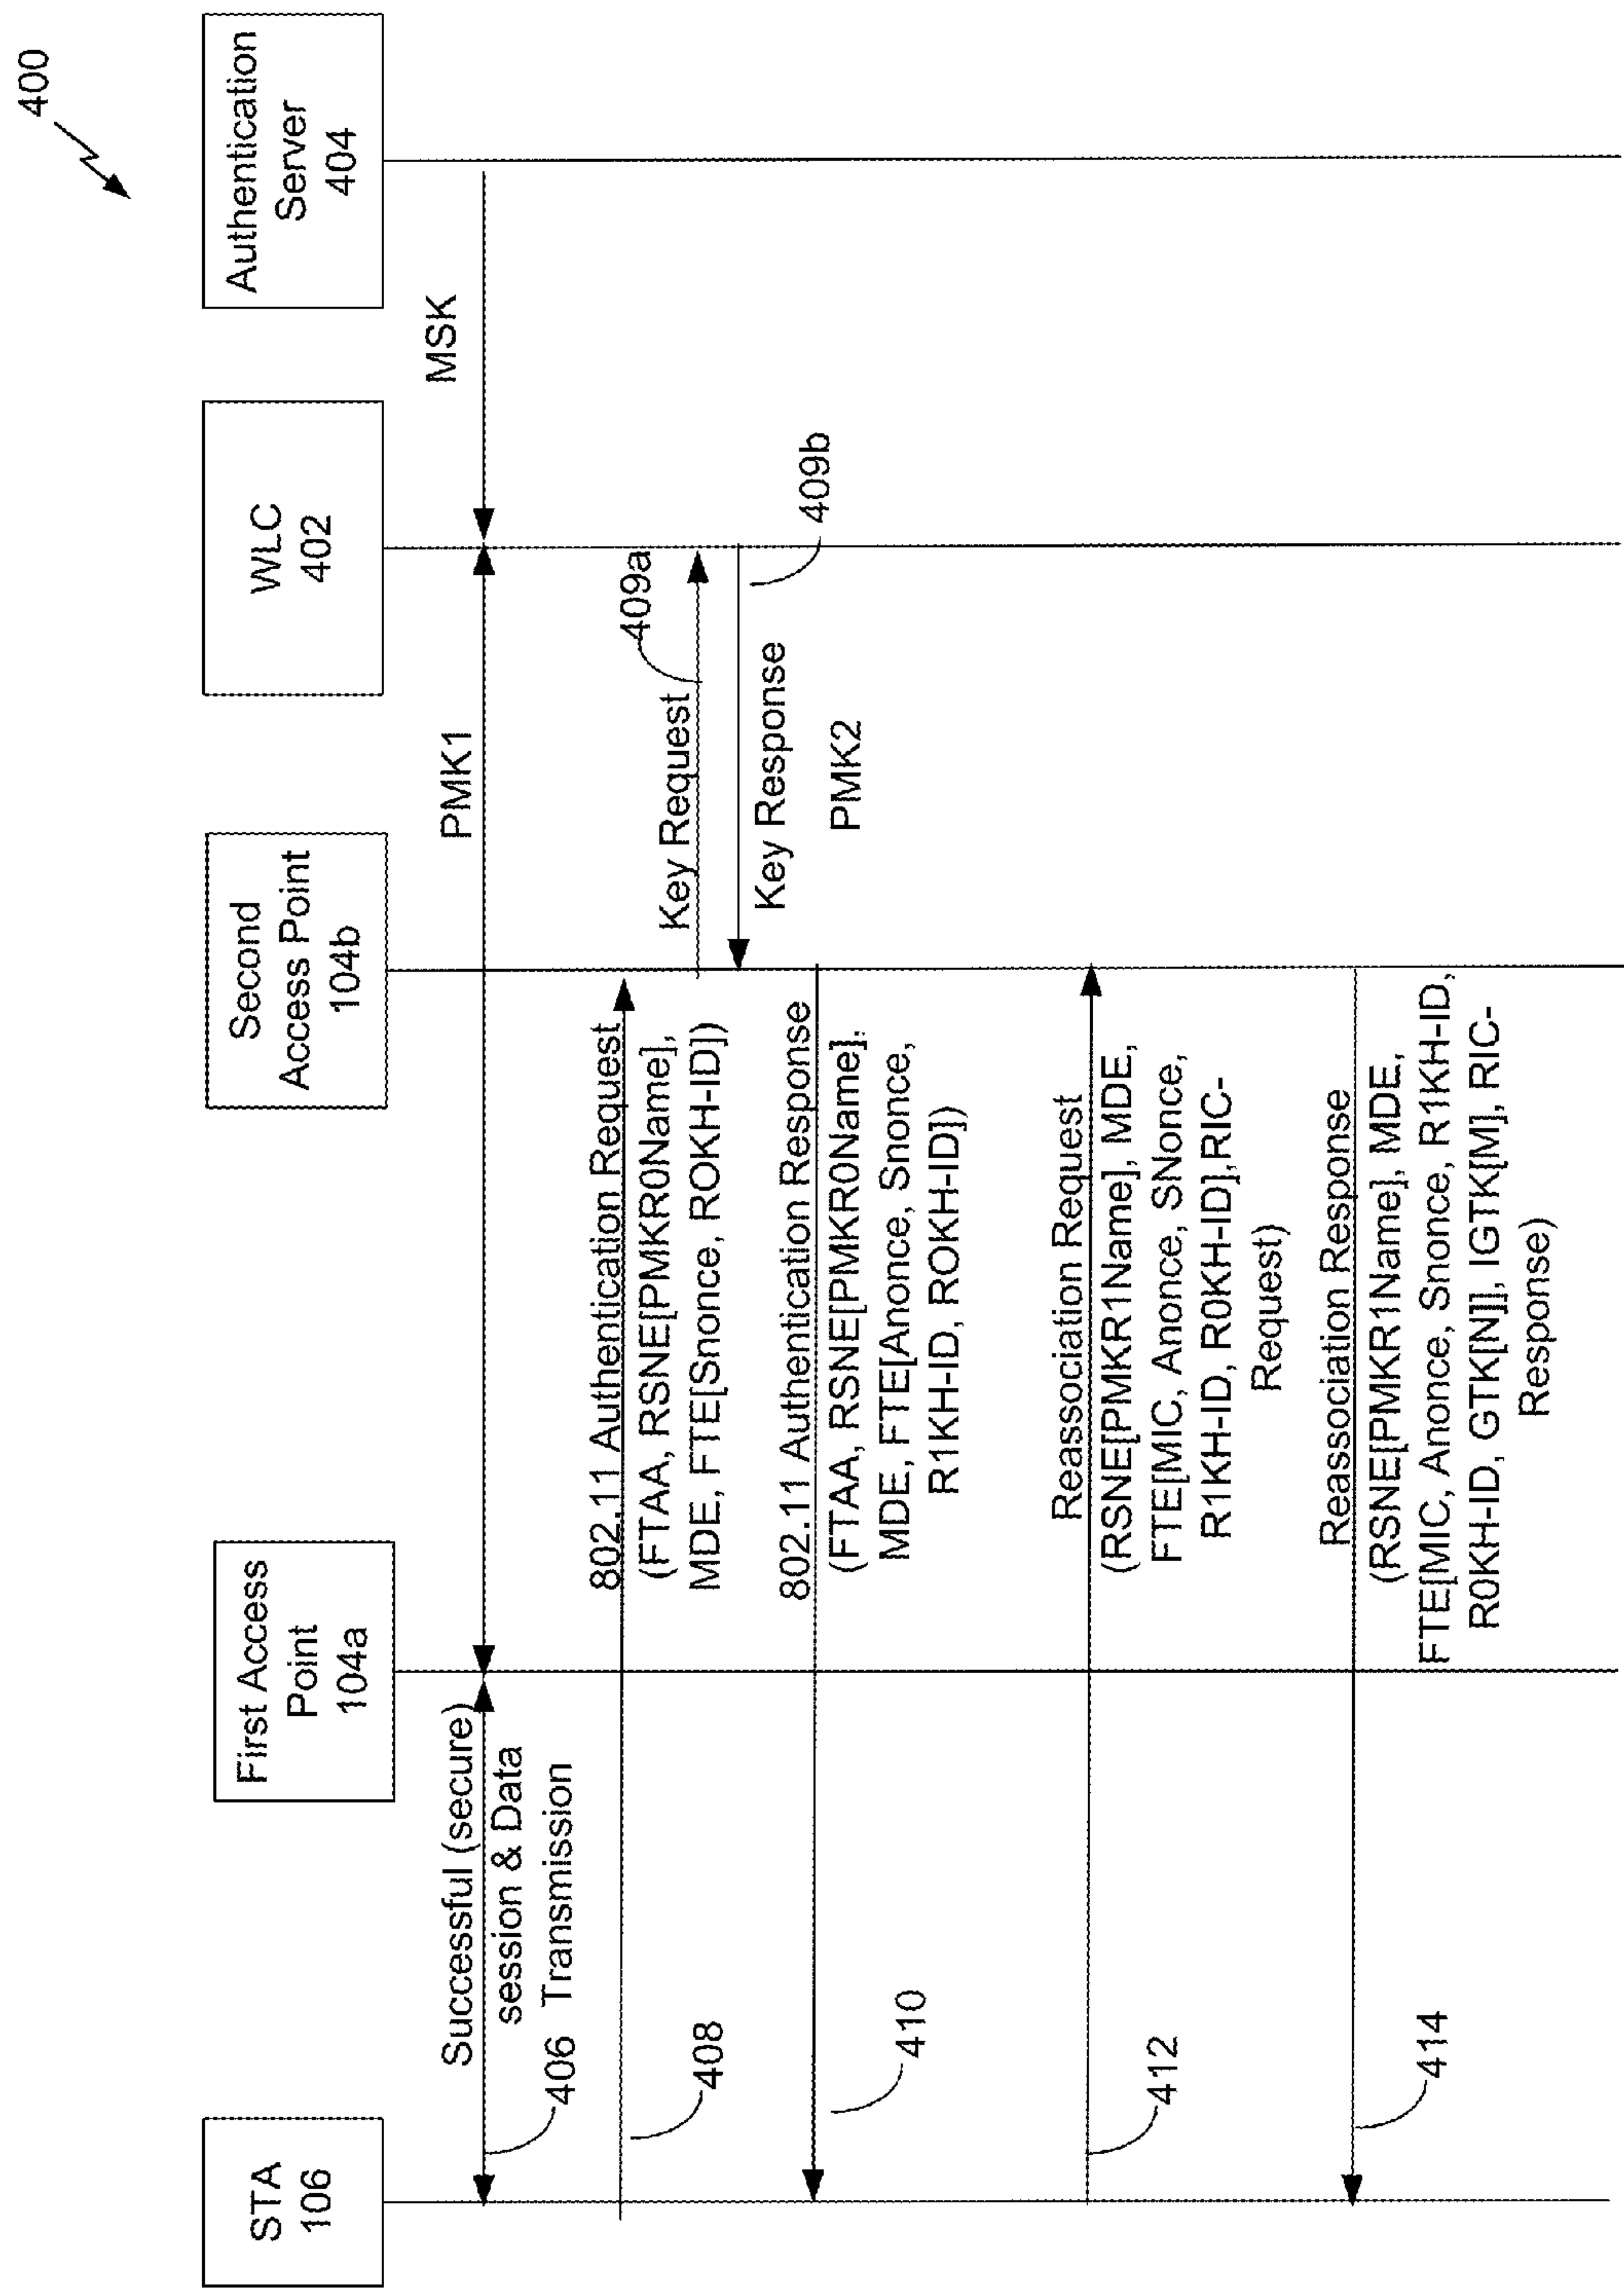 400
STA
106
First Access
Point
104a
Second
Access Point
104b
WLC
402
Authentication
Server
404
Successful (secure)
session & Data
Transmission
406
PMK1
MSK
802.11 Authentication Request
(FTAA, RSNE[PMKR0Name],
MDE, FTE[Snonce, ROKH-ID])
408
Key Request
409a
Key Response
409b
PMK2
802.11 Authentication Response
(FTAA, RSNE[PMKR0Name],
MDE, FTE[Anonce, Snonce,
R1KH-ID, ROKH-ID])
410
Reassociation Request
(RSNE[PMKR1Name], MDE,
FTE[MIC, Anonce, SNonce,
R1KH-ID, R0KH-ID],RIC-
Request)
412
Reassociation Response
(RSNE[PMKR1Name], MDE,
FTE[MIC, Anonce, Snonce, R1KH-ID,
R0KH-ID, GTK[N]], IGTK[M], RIC-
Response)
414